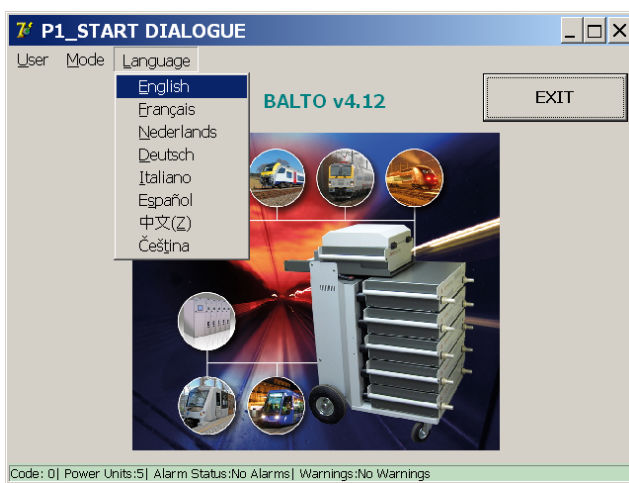 P1_START DIALOGUE
User Mode Language
English
Français
Nederlands
Deutsch
Italiano
Español
中文(Z)
Čeština
BALTO v4.12
EXIT
Code: 0| Power Units:5| Alarm Status:No Alarms| Warnings:No Warnings